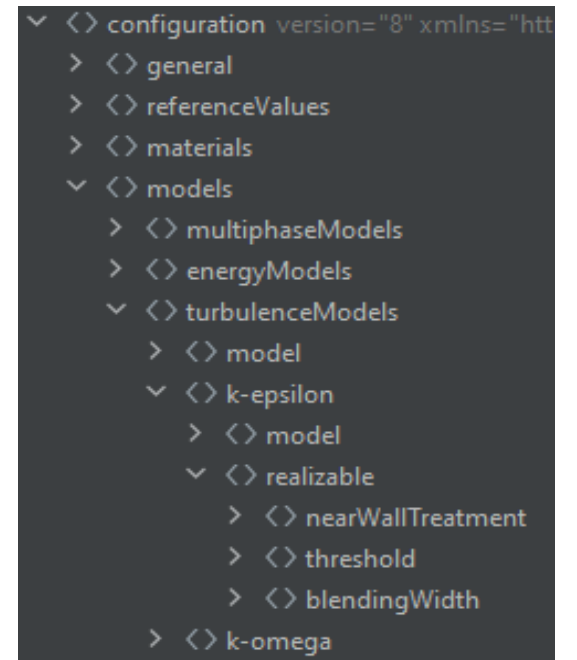 <> configuration version="8" xmlns="htt
<> general
<> referenceValues
<> materials
<> models
<> multiphaseModels
<> energyModels
<> turbulenceModels
<> model
<> k-epsilon
<> model
<> realizable
<> nearWallTreatment
<> threshold
<> blendingWidth
<> k-omega